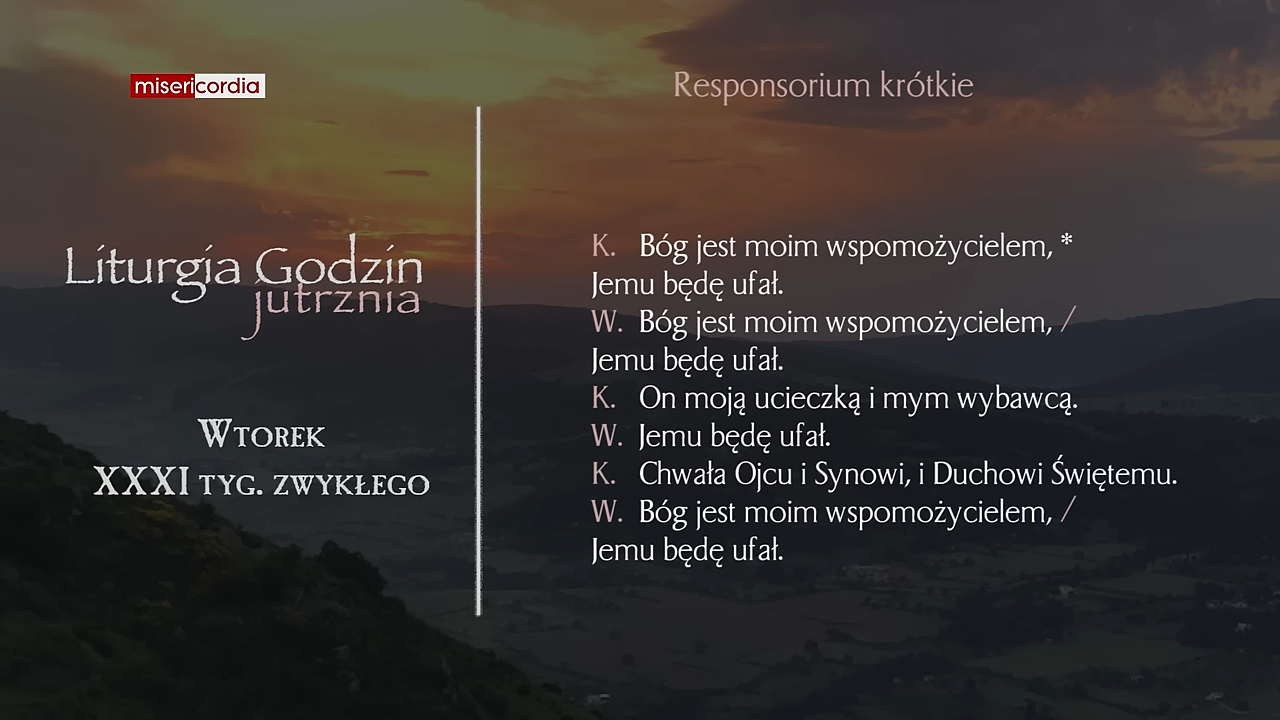 misericordia
Liturgia Godzin
jutrznia
Wtorek
XXXI tyg. zwykłego
Responsorium krótkie
K. Bóg jest moim wspomożycielem, *
Jemu będę ufał.
W. Bóg jest moim wspomożycielem, /
Jemu będę ufał.
K. On moją ucieczką i mym wybawcą.
W. Jemu będę ufał.
K. Chwała Ojcu i Synowi, i Duchowi Świętemu.
W. Bóg jest moim wspomożycielem, /
Jemu będę ufał.